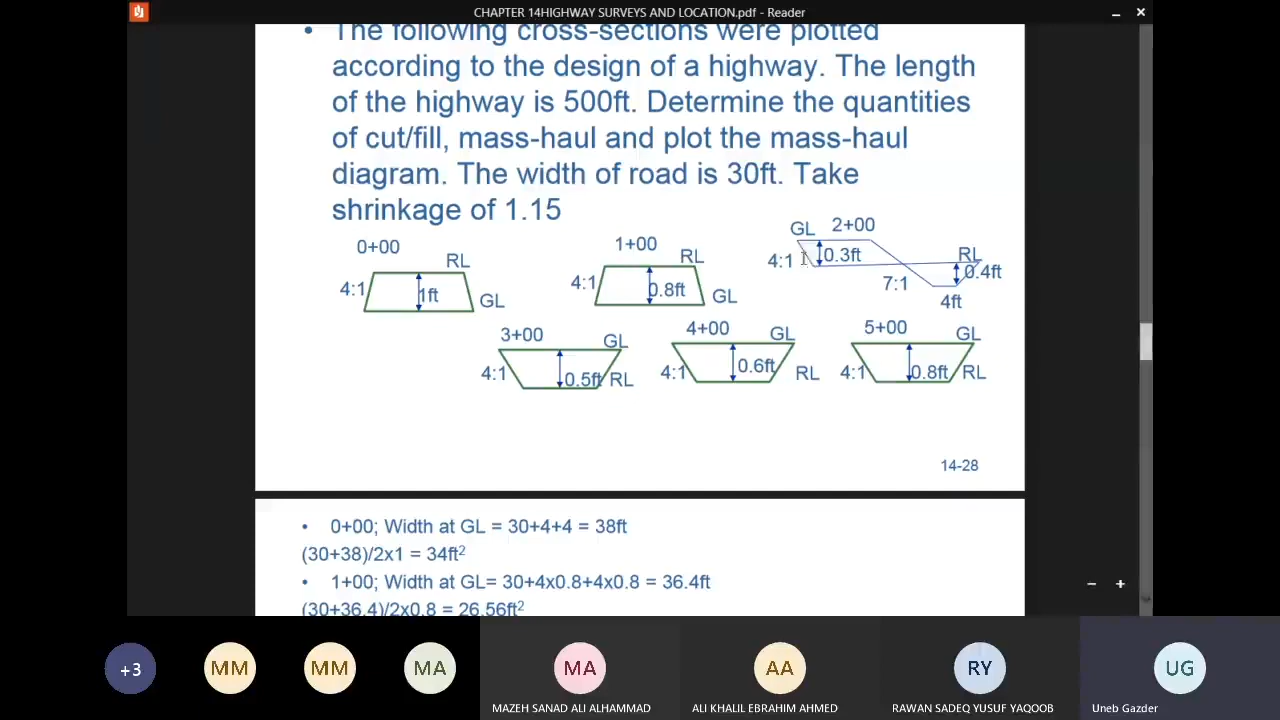 CHAPTER 14HIGHWAY SURVEYS AND LOCATION.pdf - Reader
• The following cross-sections were plotted
according to the design of a highway. The length
of the highway is 500ft. Determine the quantities
of cut/fill, mass-haul and plot the mass-haul
diagram. The width of road is 30ft. Take
shrinkage of 1.15
0+00
RL
4:1
1ft
GL
1+00
RL
4:1
0.8ft
GL
GL 2+00
4:1
0.3ft
RL
0.4ft
7:1
4ft
3+00
GL
4:1
0.5ft RL
4+00
GL
4:1
0.6ft
RL
5+00
GL
4:1
0.8ft RL
14-28
• 0+00; Width at GL = 30+4+4 = 38ft
(30+38)/2x1 = 34ft²
• 1+00; Width at GL= 30+4x0.8+4x0.8 = 36.4ft
(30+36.4)/2x0.8 = 26.56ft²
+3
MM
MM
MA
MA
MAZEH SANAD ALI ALHAMMAD
AA
ALI KHALIL EBRAHIM AHMED
RY
RAWAN SADEQ YUSUF YAQOOB
UG
Uneb Gazder